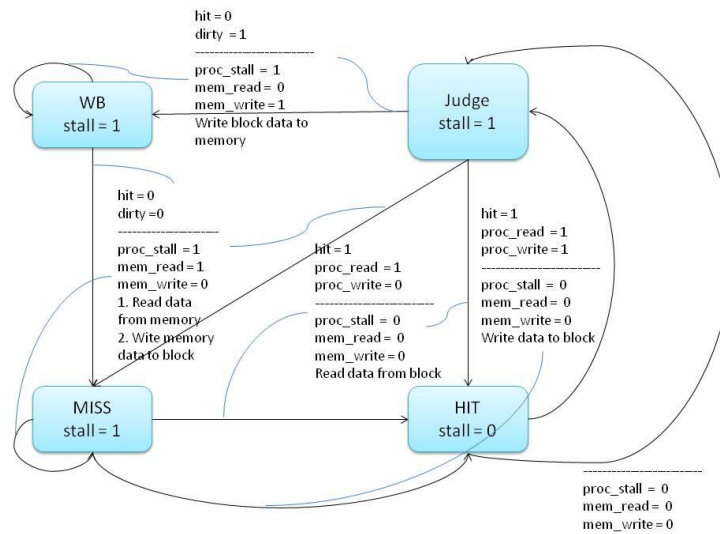 hit = 0
dirty = 1
-------------------------
proc_stall = 1
mem_read = 0
mem_write = 1
Write block data to
memory
WB
stall = 1
Judge
stall = 1
hit = 0
dirty =0
---------------------
proc_stall = 1
mem_read = 1
mem_write = 0
1. Read data
from memory
2. Wite memory
data to block
hit = 1
proc_read = 1
proc_write = 0
-------------------------
proc_stall = 0
mem_read = 0
mem_write = 0
Read data from block
hit = 1
proc_read = 1
proc_write = 1
-------------------------
proc_stall = 0
mem_read = 0
mem_write = 0
Write data to block
MISS
stall = 1
HIT
stall = 0
-------------------------
proc_stall = 0
mem_read = 0
mem_write = 0